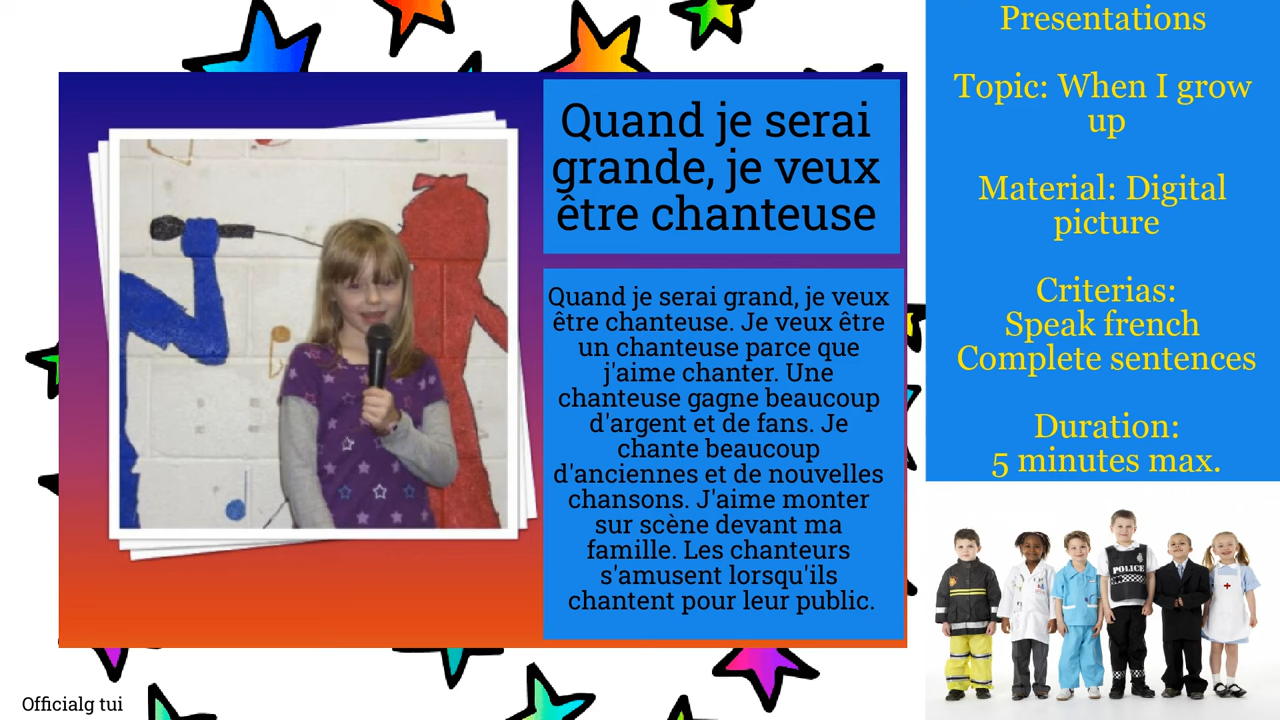 Quand je serai
grande, je veux
être chanteuse
Quand je serai grand, je veux
être chanteuse. Je veux être
un chanteuse parce que
j'aime chanter. Une
chanteuse gagne beaucoup
d'argent et de fans. Je
chante beaucoup
d'anciennes et de nouvelles
chansons. J'aime monter
sur scène devant ma
famille. Les chanteurs
s'amusent lorsqu'ils
chantent pour leur public.
Presentations
Topic: When I grow
up
Material: Digital
picture
Criterias:
Speak french
Complete sentences
Duration:
5 minutes max.
POLICE
Officialg tui